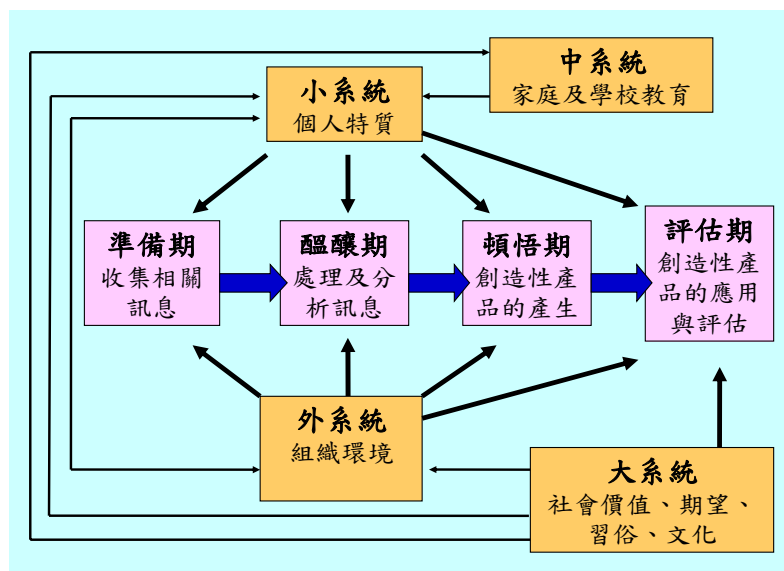 中系統
家庭及學校教育
小系統
個人特質
準備期
收集相關
訊息
醞釀期
處理及分
析訊息
頓悟期
創造性產
品的產生
評估期
創造性產
品的應用
與評估
外系統
組織環境
大系統
社會價值、期望、
習俗、文化